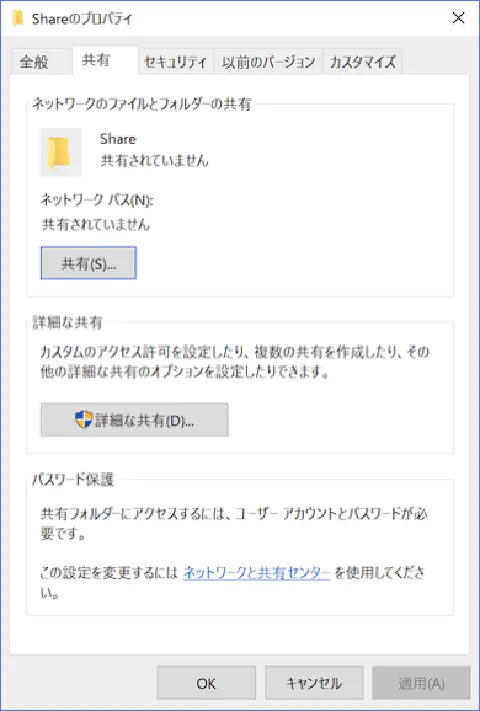 Shareのプロパティ
全般
共有
セキュリティ
以前のバージョン
カスタマイズ
ネットワークのファイルとフォルダーの共有
Share
共有されていません
ネットワーク パス(N):
共有されていません
共有(S)...
詳細な共有
カスタムのアクセス許可を設定したり、複数の共有を作成したり、その
他の詳細な共有のオプションを設定したりできます。
詳細な共有(D)...
パスワード保護
共有フォルダーにアクセスするには、ユーザー アカウントとパスワードが必
要です。
この設定を変更するには ネットワークと共有センター を使用してくださ
い。
OK
キャンセル
適用(A)